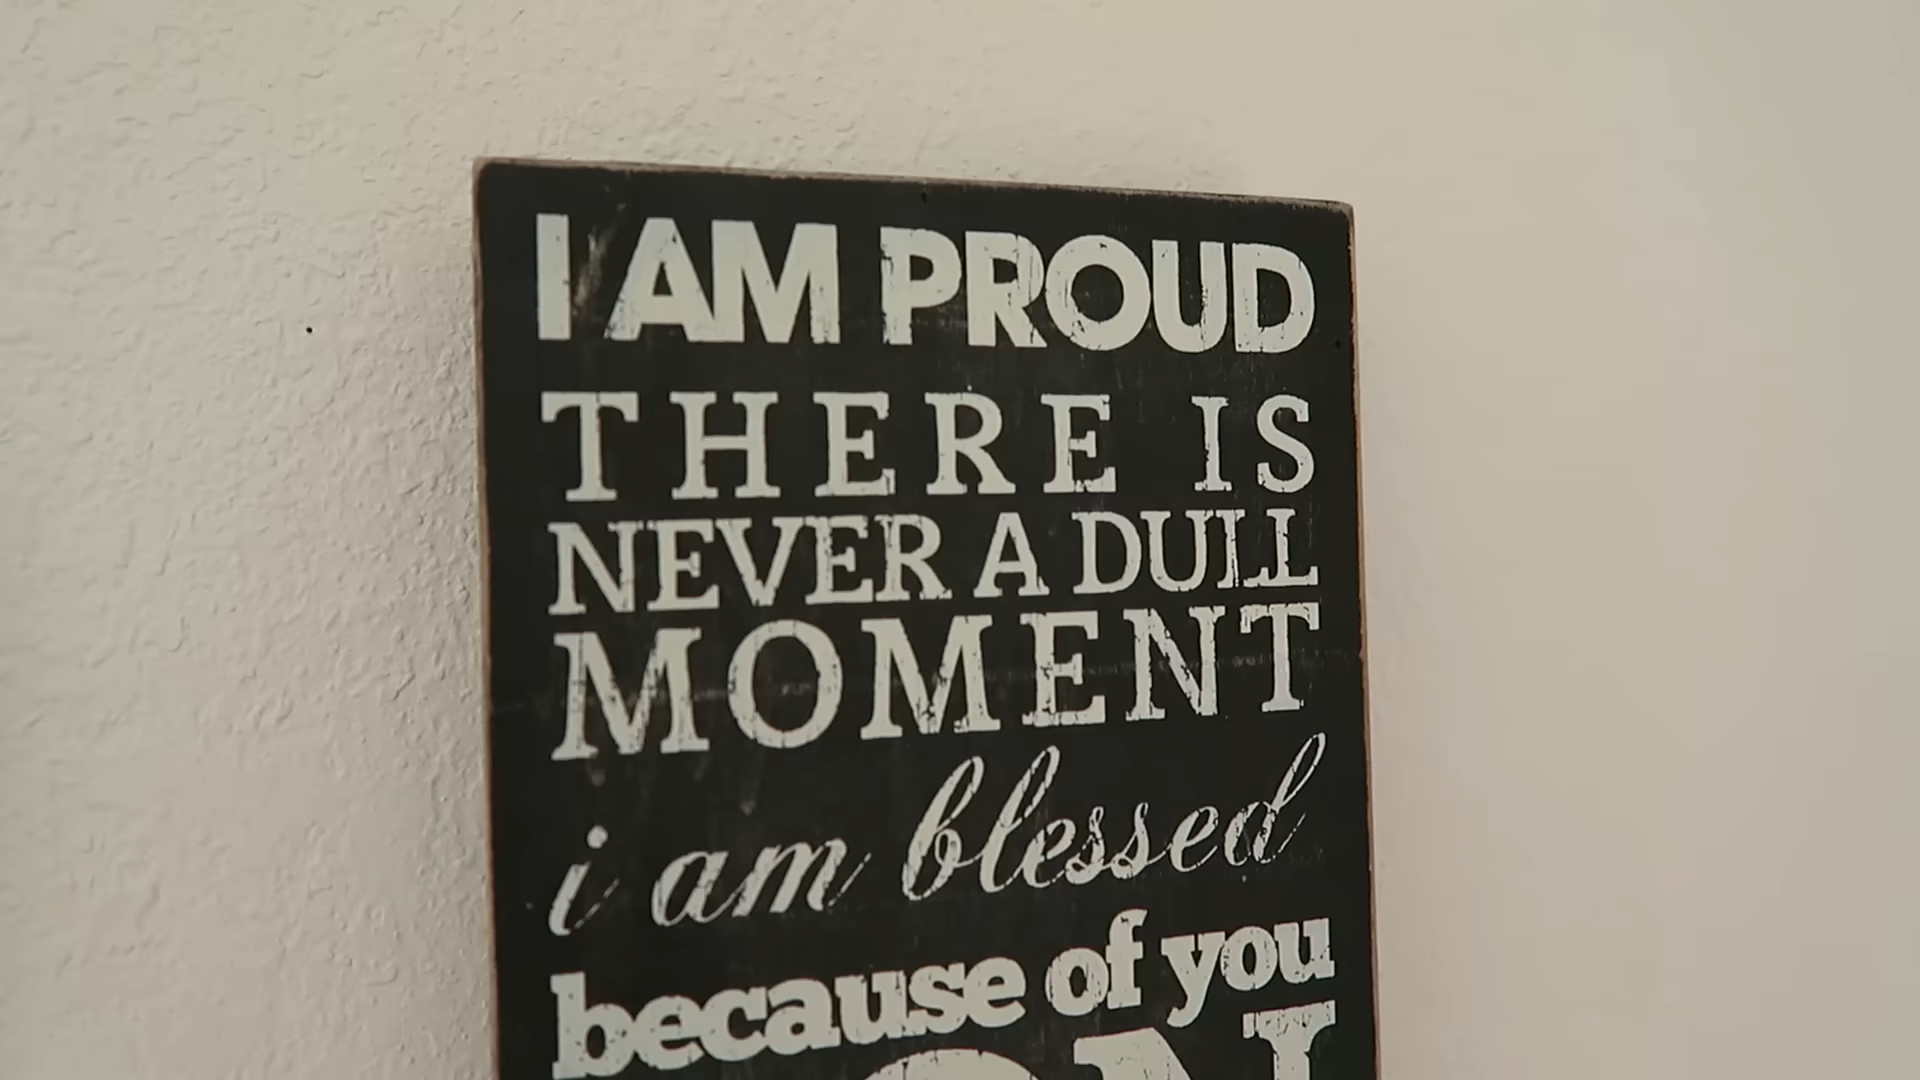 I AM PROUD
THERE IS
NEVER A DULL
MOMENT
i am blessed
because of you